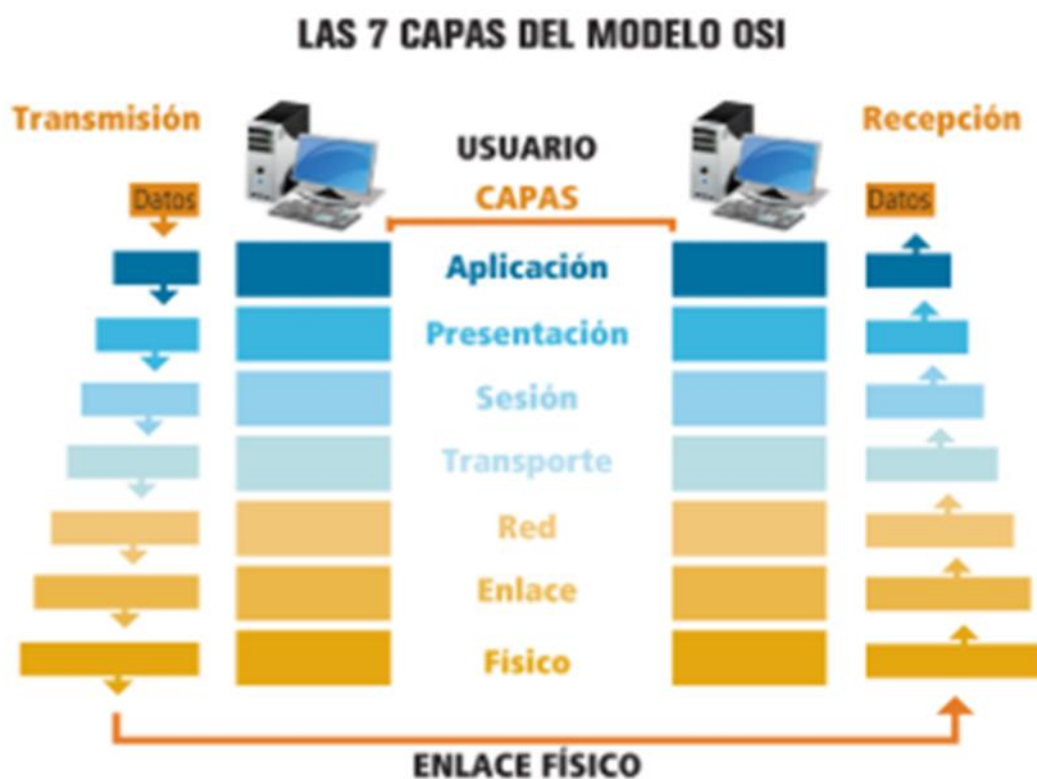 LAS 7 CAPAS DEL MODELO OSI
Transmisión
Recepción
USUARIO
CAPAS
Datos
Datos
Aplicación
Presentación
Sesión
Transporte
Red
Enlace
Físico
ENLACE FÍSICO